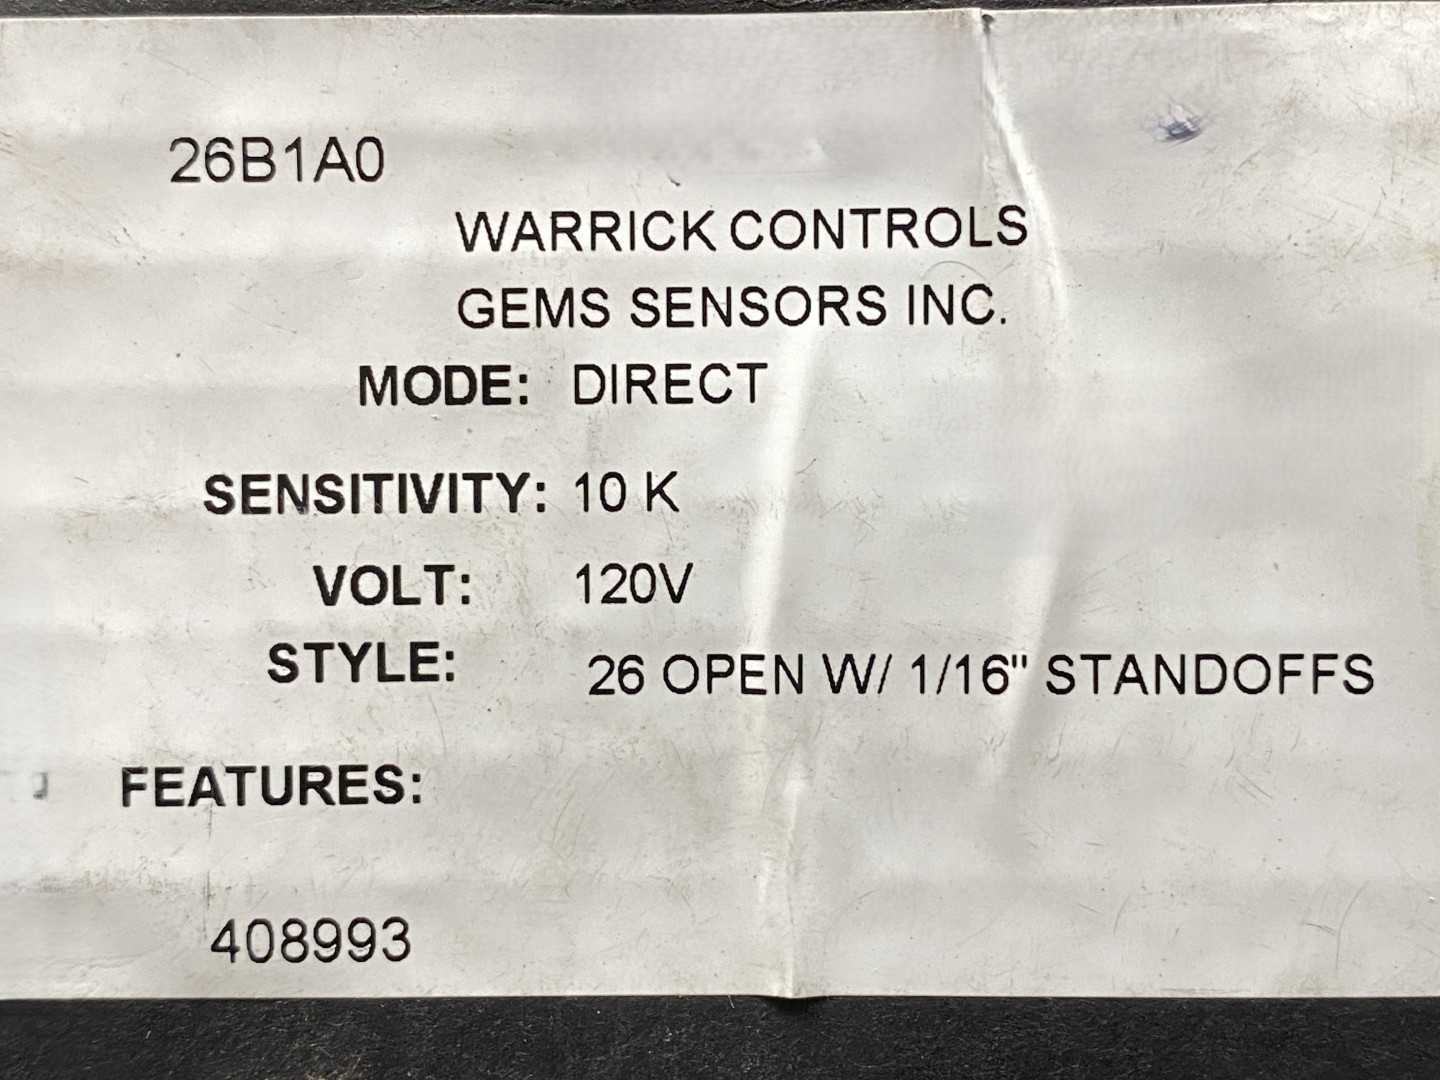 26B1A0
WARRICK CONTROLS
GEMS SENSORS INC.
MODE: DIRECT
SENSITIVITY: 10 K
VOLT: 120V
STYLE: 26 OPEN W/ 1/16" STANDOFFS
FEATURES:
408993